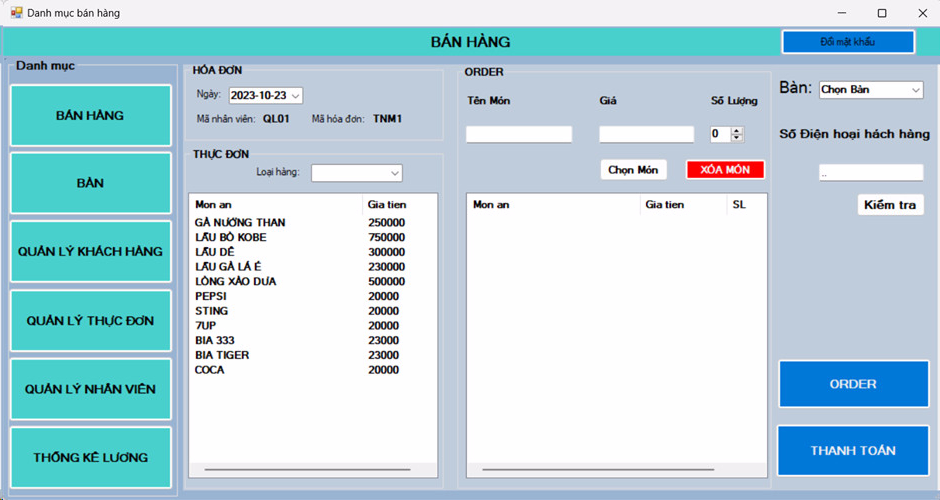 Danh mục bán hàng
BÁN HÀNG
Đổi mật khẩu
Danh mục
BÁN HÀNG
BÀN
QUẢN LÝ KHÁCH HÀNG
QUẢN LÝ THỰC ĐƠN
QUẢN LÝ NHÂN VIÊN
THỐNG KÊ LƯƠNG
HÓA ĐƠN
Ngày: 2023-10-23
Mã nhân viên: QL01 Mã hóa đơn: TNM1
THỰC ĐƠN
Loại hàng:
Mon an Gia tien
GÀ NƯỚNG THAN 250000
LẨU BÒ KOBE 750000
LẨU DÊ 300000
LẨU GÀ LÁ É 230000
LÒNG XÀO DƯA 500000
PEPSI 20000
STING 20000
7UP 20000
BIA 333 23000
BIA TIGER 23000
COCA 20000
ORDER
Tên Món Giá Số Lượng
0
Chọn Món XÓA MÓN
Mon an Gia tien SL
Bàn: Chọn Bàn
Số Điện hoại hách hàng
..
Kiểm tra
ORDER
THANH TOÁN